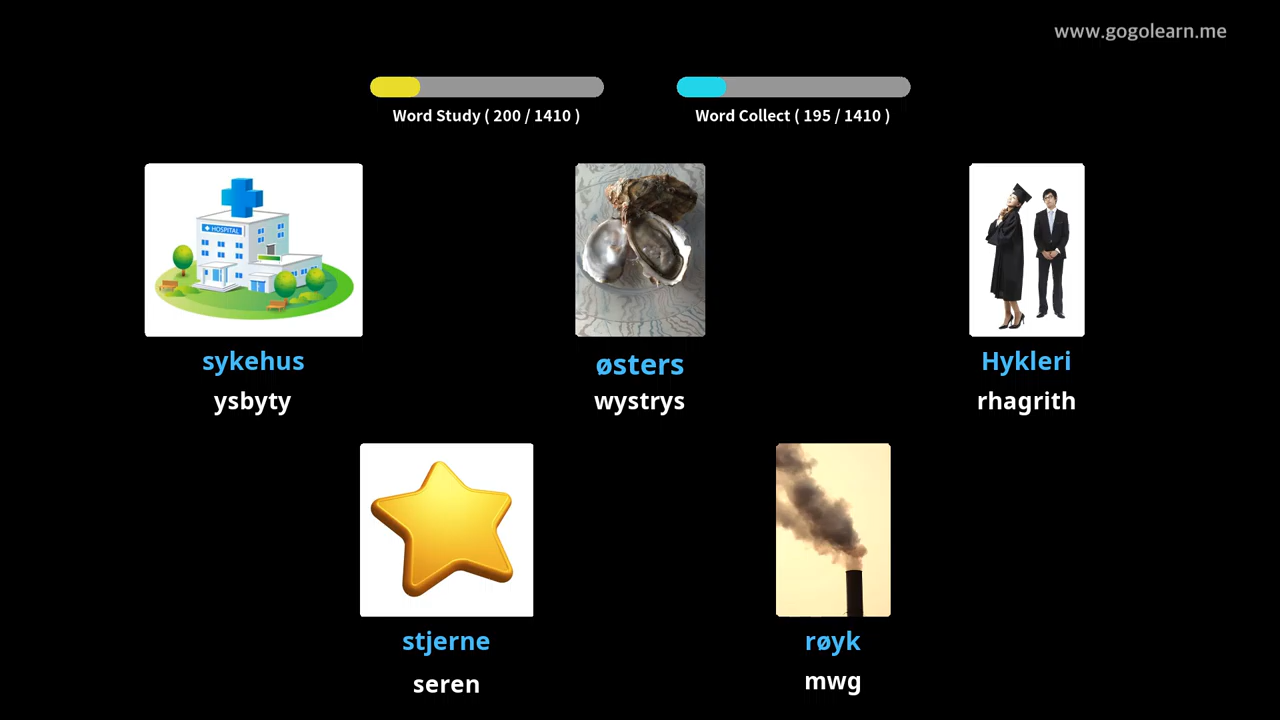 www.gogolearn.me
Word Study ( 200 / 1410 )
Word Collect ( 195 / 1410 )
HOSPITAL
sykehus
østers
Hykleri
ysbyty
wystrys
rhagrith
stjerne
røyk
seren
mwg